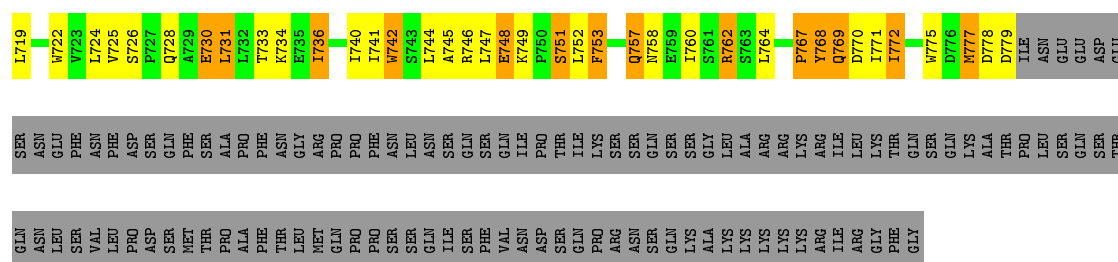 L719 W722 V723 L724 V725 S726 P727 Q728 A729 E730 L731 L732 T733 K734 E735 I736 I740 I741 W742 S743 L744 A745 R746 L747 E748 K749 P750 S751 L752 F753 Q757 N758 E759 I760 S761 R762 S763 L764 P767 Y768 Q769 D770 I771 I772 W775 D776 M777 D778 D779 ILE ASN GLU GLU ASP GLU
SER ASN GLU PHE ASN PHE ASP SER GLN PHE SER ALA PRO PHE ASN GLY ARG PRO PRO PHE ASN LEU ASN SER GLN SER GLN ILE PRO THR ILE LYS SER SER GLN SER SER GLY LEU ALA ARG ARG LYS ARG ILE LEU LYS THR GLN SER GLN LYS ALA THR PRO LEU SER GLN SER THR
GLN ASN LEU SER VAL LEU PRO ASP SER MET THR PRO ALA PHE THR LEU MET GLN PRO PRO SER SER GLN ILE SER PHE VAL ASN ASP SER GLN PRO ARG ASN SER GLN LYS ALA LYS LYS LYS LYS LYS ARG ILE ARG GLY PHE GLY